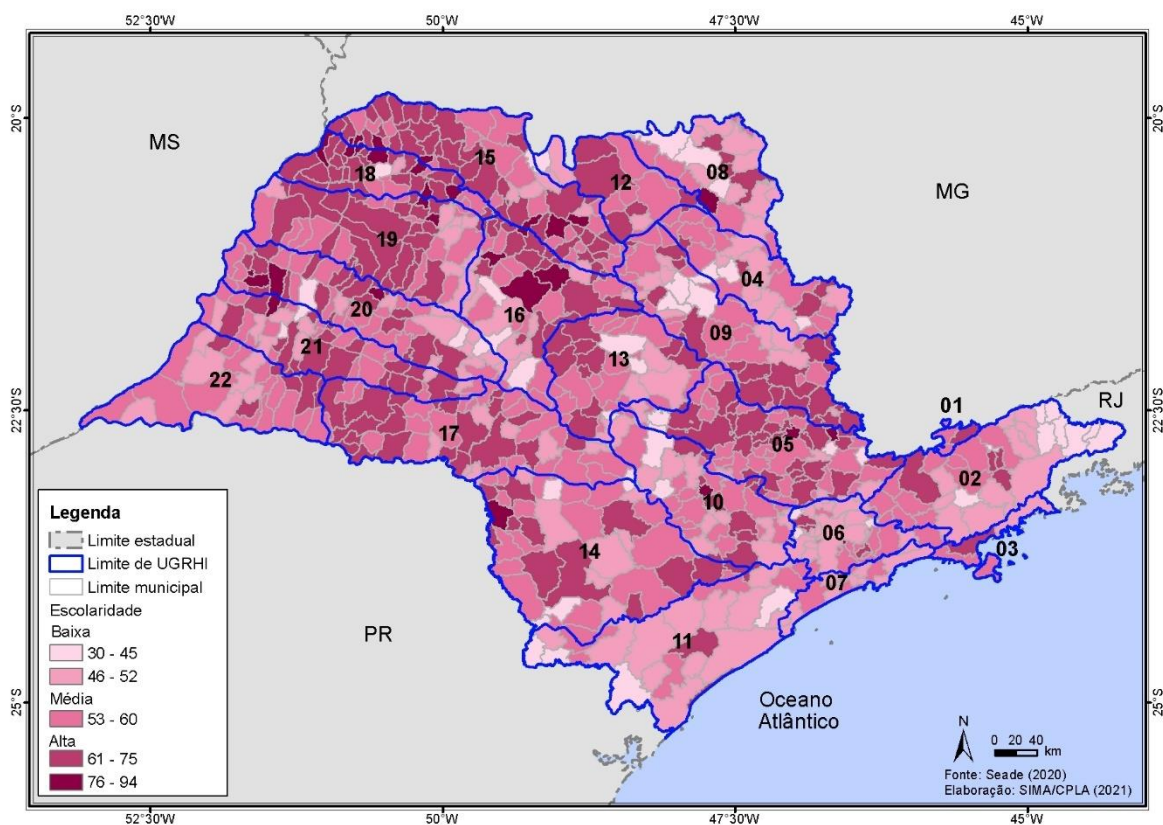 52°30'W 50°W 47°30'W 45°W
20°S 20°S
MS
15
18
12
08
MG
19
04
20
16
09
21
13
22
22°30'S 22°30'S
17
05
01
RJ
02
10
06
03
14
07
11
PR
25°S 25°S
Oceano
Atlântico
Legenda
Limite estadual
Limite de UGRHI
Limite municipal
Escolaridade
Baixa
30 - 45
46 - 52
Média
53 - 60
Alta
61 - 75
76 - 94
N
0 20 40
km
Fonte: Seade (2020)
Elaboração: SIMA/CPLA (2021)
52°30'W 50°W 47°30'W 45°W